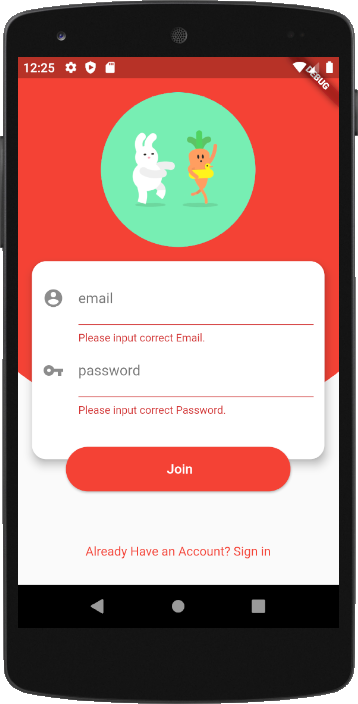 12:25
DEBUG
email
Please input correct Email.
password
Please input correct Password.
Join
Already Have an Account? Sign in